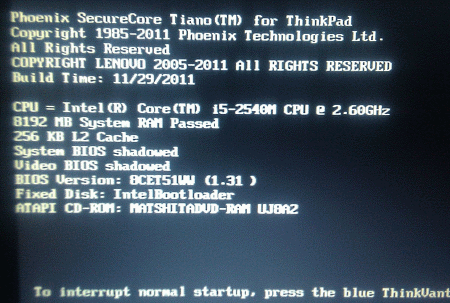 Phoenix SecureCore Tiano(TM) for ThinkPad
Copyright 1985-2011 Phoenix Technologies Ltd.
All Rights Reserved
COPYRIGHT LENOVO 2005-2011 All RIGHTS RESERVED
Build Time: 11/29/2011
CPU = Intel(R) Core(TM) i5-2540M CPU @ 2.60GHz
8192 MB System RAM Passed
256 KB L2 Cache
System BIOS shadowed
Video BIOS shadowed
BIOS Version: 8CET51WW (1.31 )
Fixed Disk: IntelBootloader
ATAPI CD-ROM: MATSHITADVD-RAM UJ8A2
To interrupt normal startup, press the blue ThinkVant